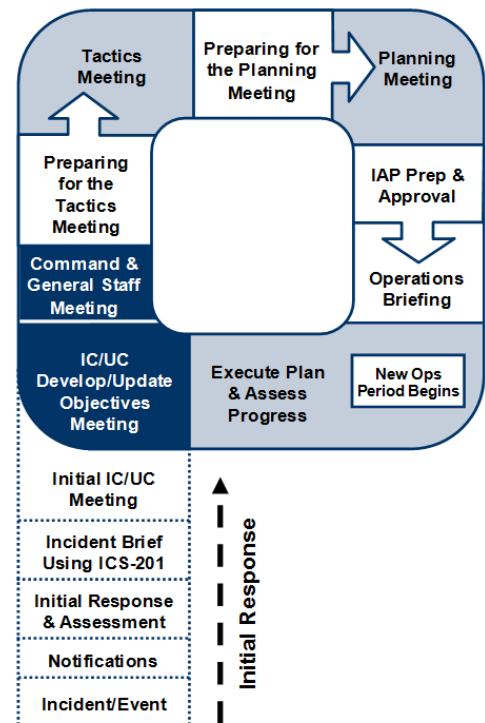 Tactics
Meeting
Preparing for
the Planning
Meeting
Planning
Meeting
Preparing
for the
Tactics
Meeting
IAP Prep &
Approval
Command &
General Staff
Meeting
Operations
Briefing
IC/UC
Develop/Update
Objectives
Meeting
Execute Plan
& Assess
Progress
New Ops
Period Begins
Initial IC/UC
Meeting
Incident Brief
Using ICS-201
Initial Response
& Assessment
Notifications
Incident/Event
Initial Response